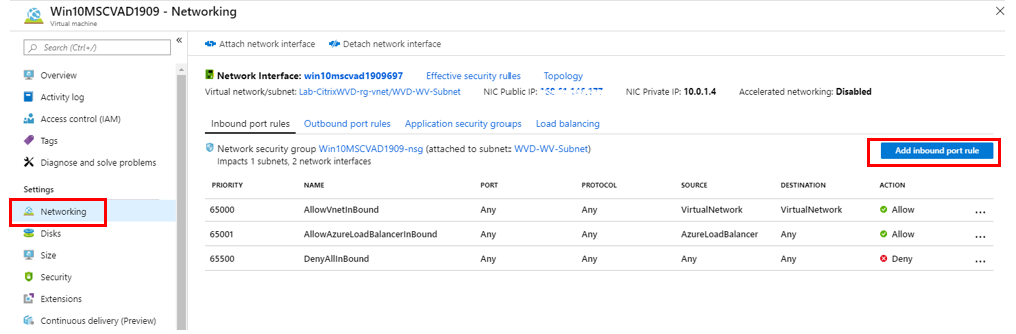 Win10MSCVAD1909 - Networking
Virtual machine
Search (Ctrl+/)
Overview
Activity log
Access control (IAM)
Tags
Diagnose and solve problems
Settings
Networking
Disks
Size
Security
Extensions
Continuous delivery (Preview)
Attach network interface Detach network interface
Network Interface: win10mscvad1909697 Effective security rules Topology
Virtual network/subnet: Lab-CitrixWVD-rg-vnet/WVD-WV-Subnet NIC Public IP: NIC Private IP: 10.0.1.4 Accelerated networking: Disabled
Inbound port rules Outbound port rules Application security groups Load balancing
Network security group Win10MSCVAD1909-nsg (attached to subnet: WVD-WV-Subnet)
Impacts 1 subnets, 2 network interfaces
Add inbound port rule
PRIORITY NAME PORT PROTOCOL SOURCE DESTINATION ACTION
65000 AllowVnetInBound Any Any VirtualNetwork VirtualNetwork Allow ...
65001 AllowAzureLoadBalancerInBound Any Any AzureLoadBalancer Any Allow ...
65500 DenyAllInBound Any Any Any Any Deny ...